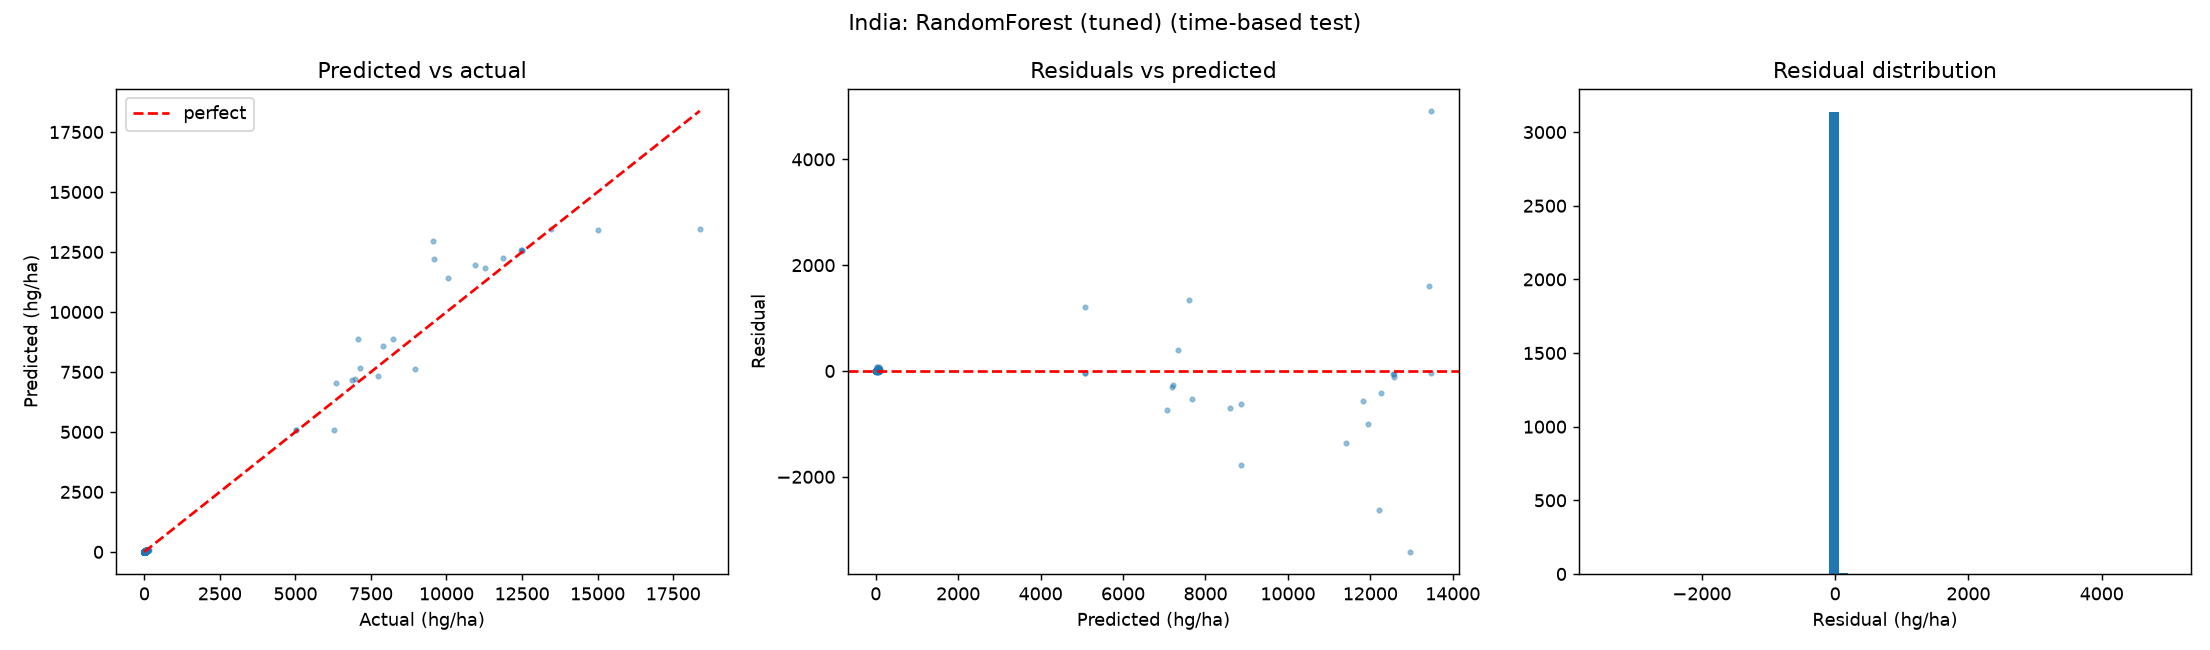 India: RandomForest (tuned) (time-based test)
Predicted vs actual
perfect
17500
15000
12500
10000
7500
5000
2500
0
Predicted (hg/ha)
0 2500 5000 7500 10000 12500 15000 17500
Actual (hg/ha)
Residuals vs predicted
4000
2000
0
−2000
Residual
0 2000 4000 6000 8000 10000 12000 14000
Predicted (hg/ha)
Residual distribution
3000
2500
2000
1500
1000
500
0
−2000 0 2000 4000
Residual (hg/ha)